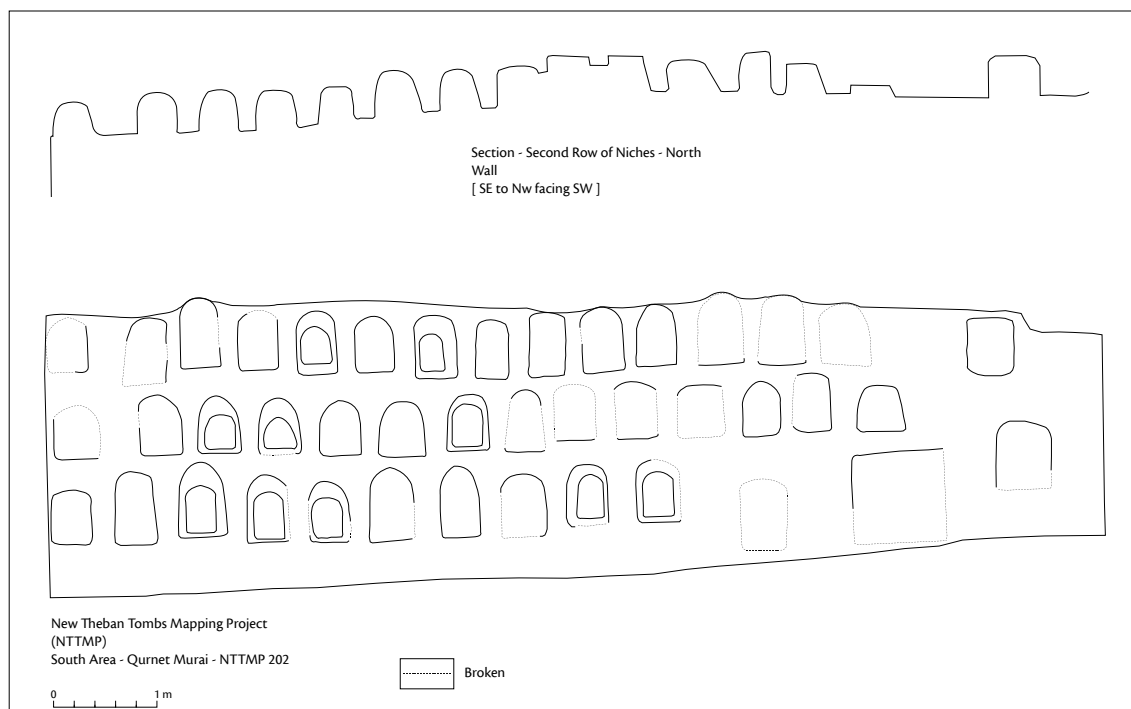 Section - Second Row of Niches - North
Wall
[ SE to Nw facing SW ]
New Theban Tombs Mapping Project
(NTTMP)
South Area - Qurnet Murai - NTTMP 202
Broken
0 1 m